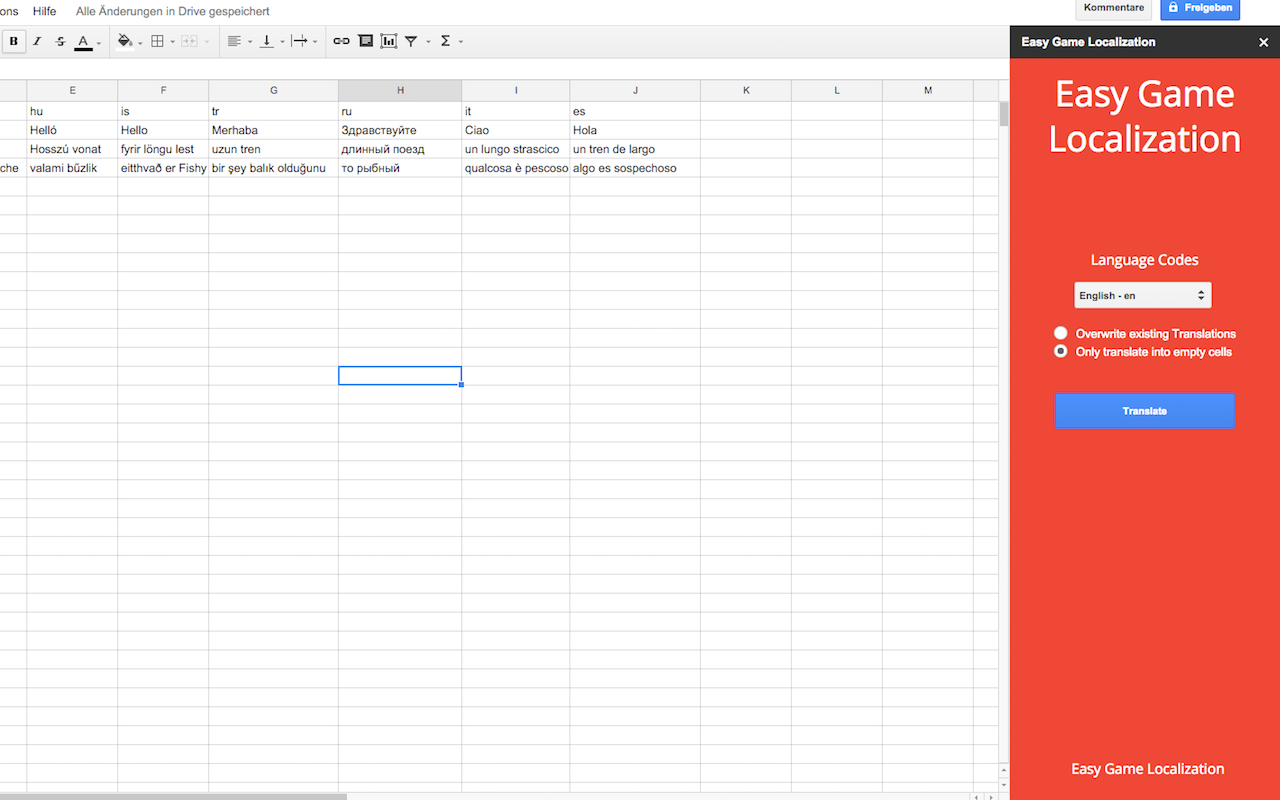 ons Hilfe Alle Änderungen in Drive gespeichert Kommentare Freigeben
B I S A Σ
Easy Game Localization ×
E F G H I J K L M
hu is tr ru it es
Helló Hello Merhaba Здравствуйте Ciao Hola
Hosszú vonat fyrir löngu lest uzun tren длинный поезд un lungo strascico un tren de largo
che valami bűzlik eitthvað er Fishy bir şey balık olduğunu то рыбный qualcosa è pescoso algo es sospechoso
Easy Game
Localization
Language Codes
English - en
Overwrite existing Translations
Only translate into empty cells
Translate
Easy Game Localization